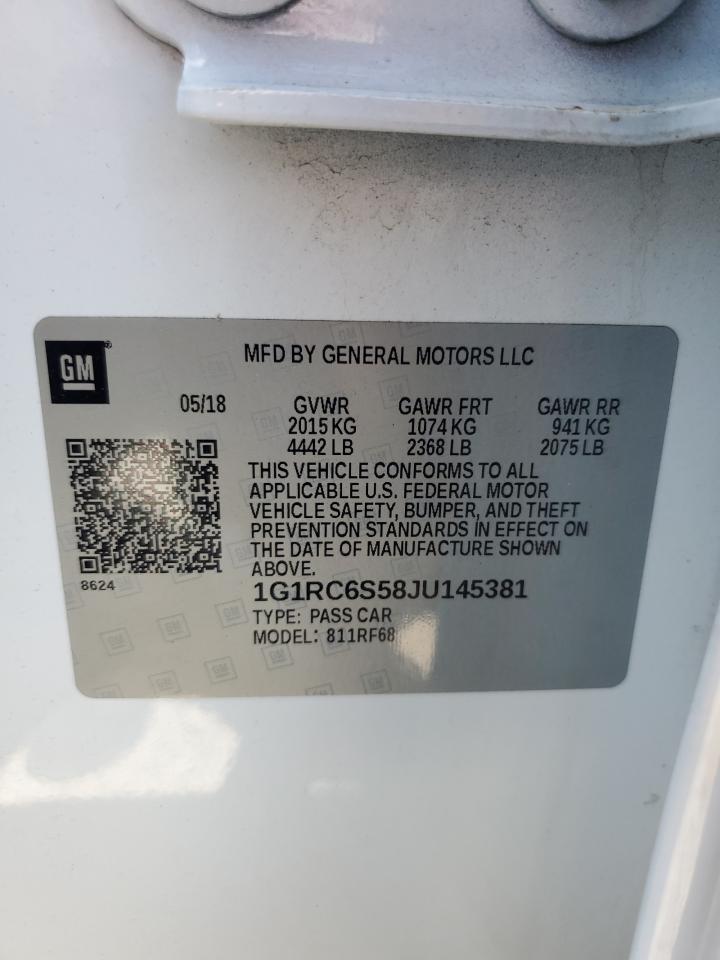 GM
MFD BY GENERAL MOTORS LLC
05/18 GVWR GAWR FRT GAWR RR
2015 KG 1074 KG 941 KG
4442 LB 2368 LB 2075 LB
THIS VEHICLE CONFORMS TO ALL
APPLICABLE U.S. FEDERAL MOTOR
VEHICLE SAFETY, BUMPER, AND THEFT
PREVENTION STANDARDS IN EFFECT ON
THE DATE OF MANUFACTURE SHOWN
ABOVE.
8624
1G1RC6S58JU145381
TYPE: PASS CAR
MODEL: 811RF68